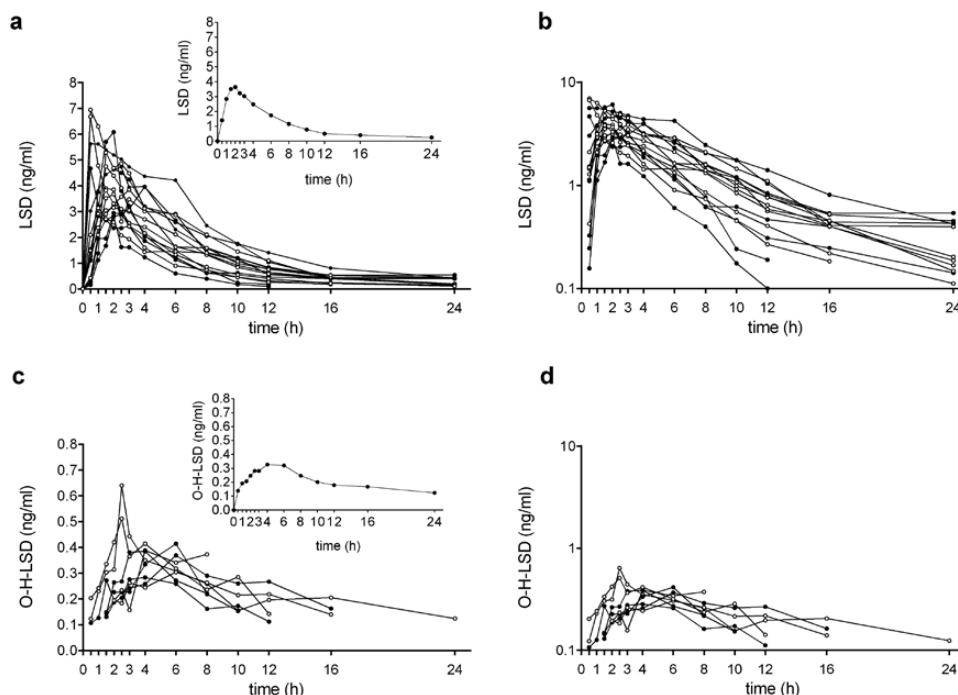 a
LSD (ng/ml)
8
7
6
5
4
3
2
1
0
0 1 2 3 4 6 8 10 12 16 24
time (h)
LSD (ng/ml)
8
7
6
5
4
3
2
1
0
0 1 2 3 4 6 8 10 12 16 24
time (h)
b
LSD (ng/ml)
10
1
0.1
0 1 2 3 4 6 8 10 12 16 24
time (h)
c
O-H-LSD (ng/ml)
0.8
0.7
0.6
0.5
0.4
0.3
0.2
0.1
0.0
0 1 2 3 4 6 8 10 12 16 24
time (h)
O-H-LSD (ng/ml)
0.8
0.7
0.6
0.5
0.4
0.3
0.2
0.1
0.0
0 1 2 3 4 6 8 10 12 16 24
time (h)
d
O-H-LSD (ng/ml)
10
1
0.1
0 1 2 3 4 6 8 10 12 16 24
time (h)